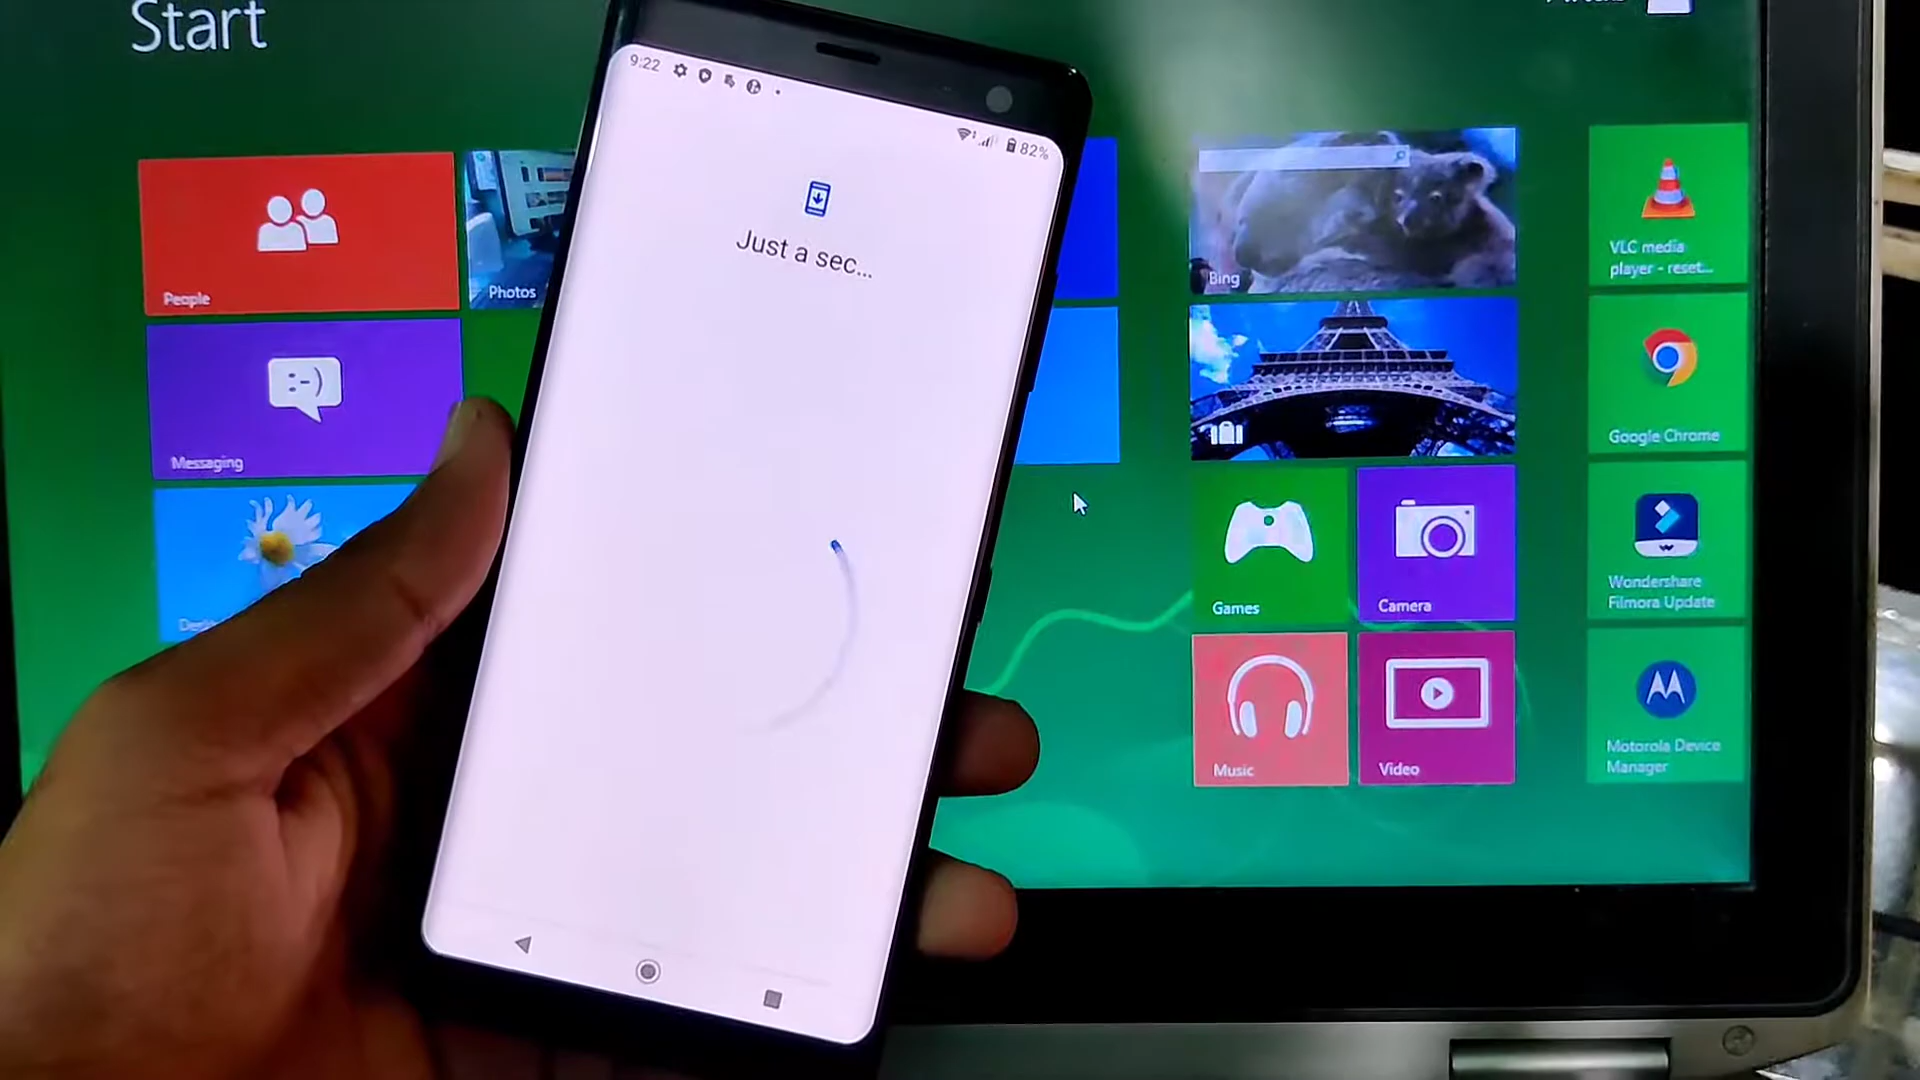 Start
9:22
82%
Just a sec...
People
Photos
Messaging
Bing
VLC media
player - reset...
Google Chrome
Games
Camera
Wondershare
Filmora Update
Music
Video
Motorola Device
Manager